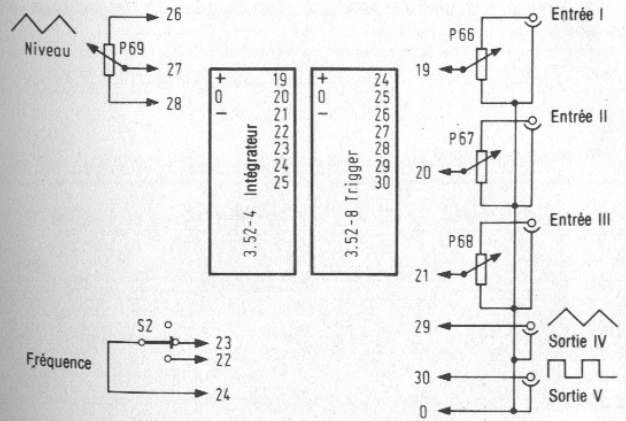 26
Niveau
P69
27
28
+ 19
0 20
− 21
22
23
24
25
3.52-4 Intégrateur
+ 24
0 25
− 26
27
28
29
30
3.52-8 Trigger
Entrée I
P66
19
Entrée II
P67
20
Entrée III
P68
21
29
Sortie IV
30
Sortie V
0
S2
23
22
Fréquence
24